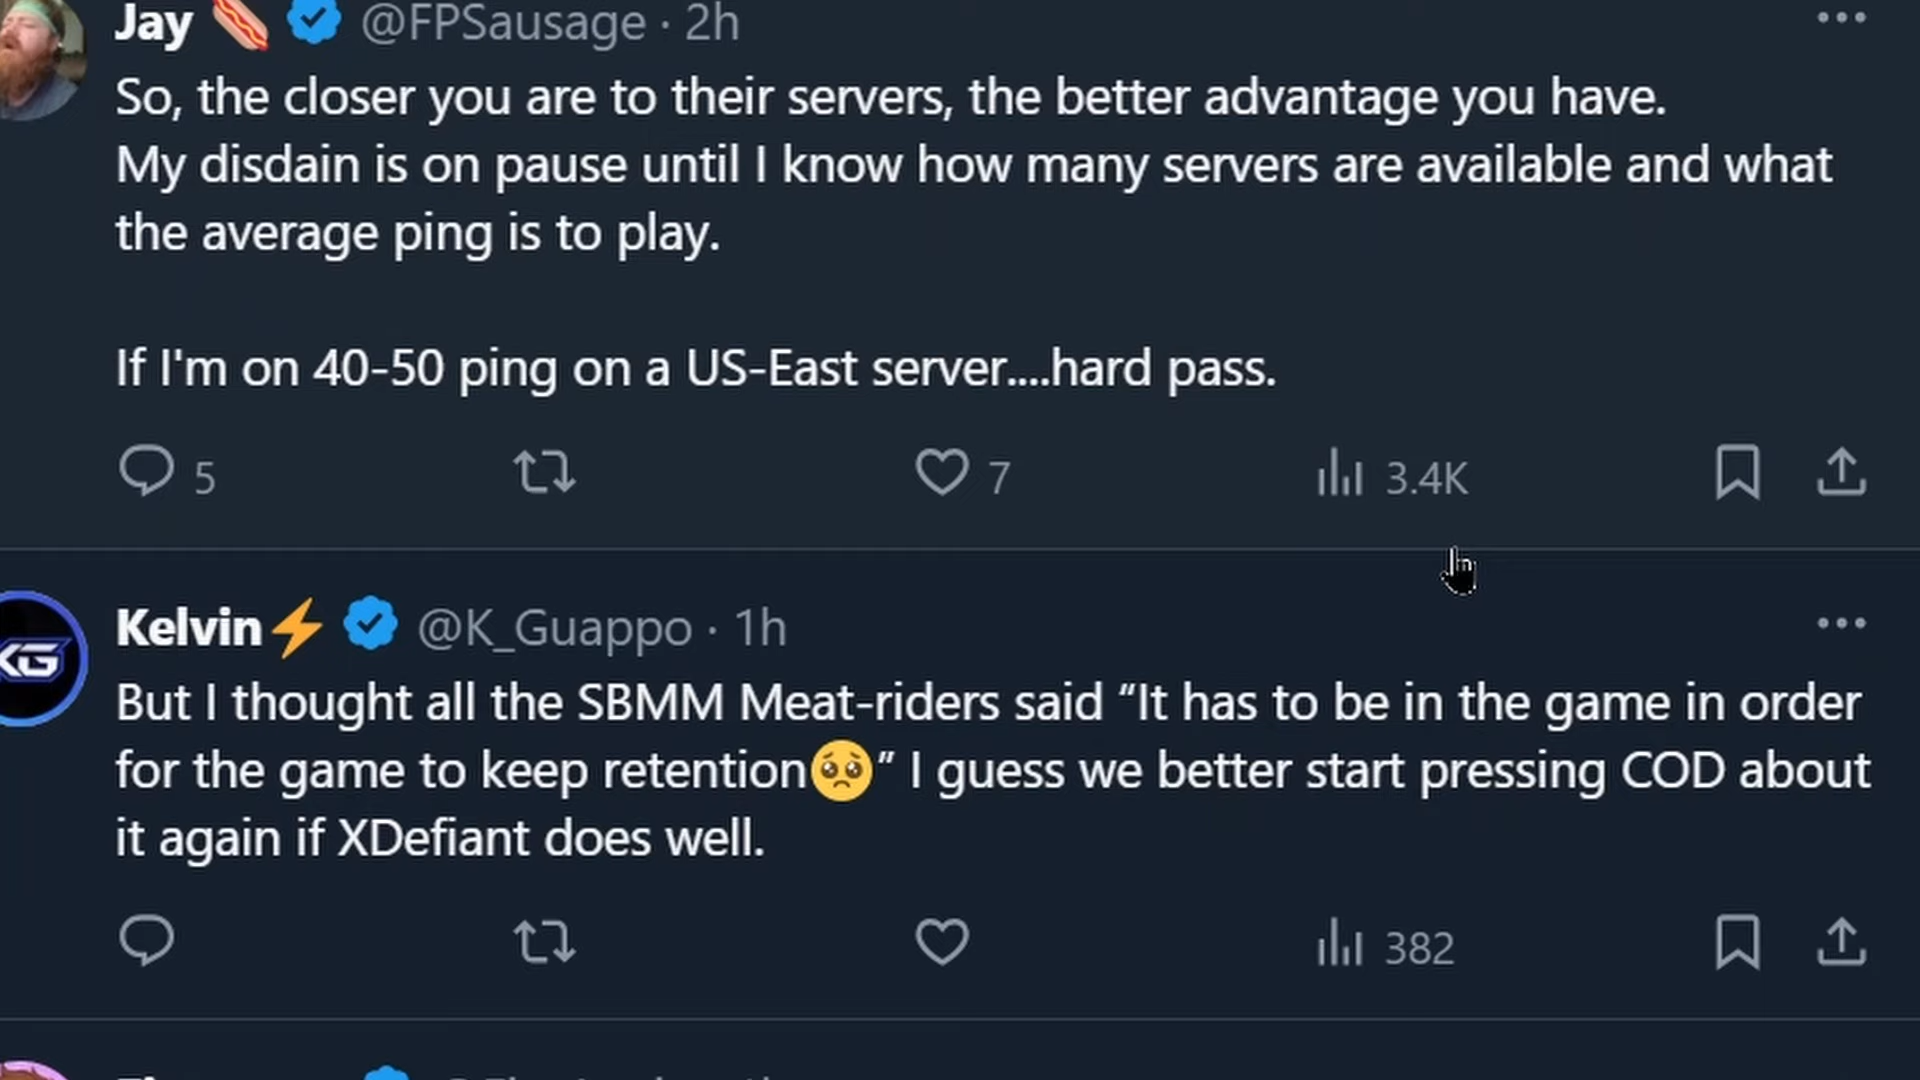 Jay 🌭 @FPSausage · 2h
So, the closer you are to their servers, the better advantage you have.
My disdain is on pause until I know how many servers are available and what
the average ping is to play.
If I'm on 40-50 ping on a US-East server....hard pass.
5 7 3.4K
Kelvin⚡ @K_Guappo · 1h
KG
But I thought all the SBMM Meat-riders said “It has to be in the game in order
for the game to keep retention🥺” I guess we better start pressing COD about
it again if XDefiant does well.
382